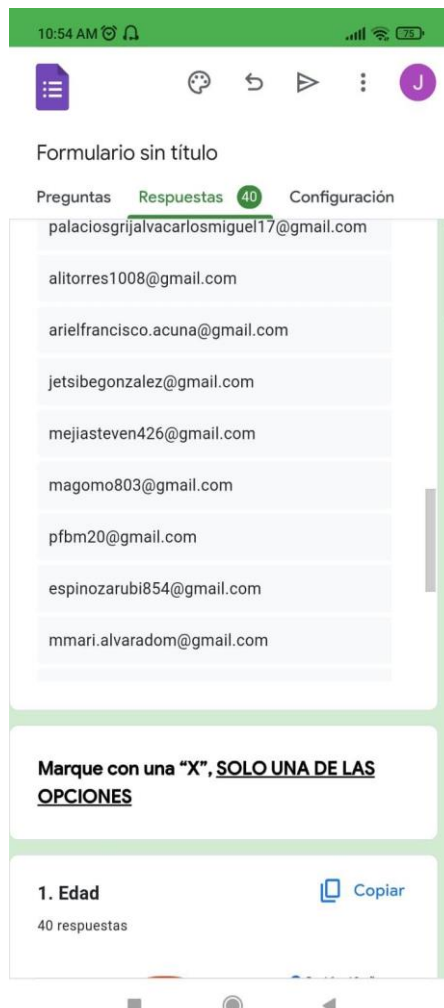 10:54 AM
75
J
Formulario sin título
Preguntas Respuestas 40 Configuración
palaciosgrijalvacarlosmiguel17@gmail.com
alitorres1008@gmail.com
arielfrancisco.acuna@gmail.com
jetsibegonzalez@gmail.com
mejiasteven426@gmail.com
magomo803@gmail.com
pfbm20@gmail.com
espinozarubi854@gmail.com
mmari.alvaradom@gmail.com
Marque con una “X”, SOLO UNA DE LAS
OPCIONES
1. Edad
Copiar
40 respuestas